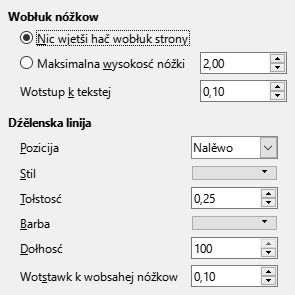 Wobłuk nóžkow
Nic wjetši hač wobłuk strony
Maksimalna wysokosć nóžki 2,00
Wotstup k tekstej 0,10
Dźělenska linija
Pozicija Nalěwo
Stil
Tołstosć 0,25
Barba
Dołhosć 100
Wotstawk k wobsahej nóžkow 0,10